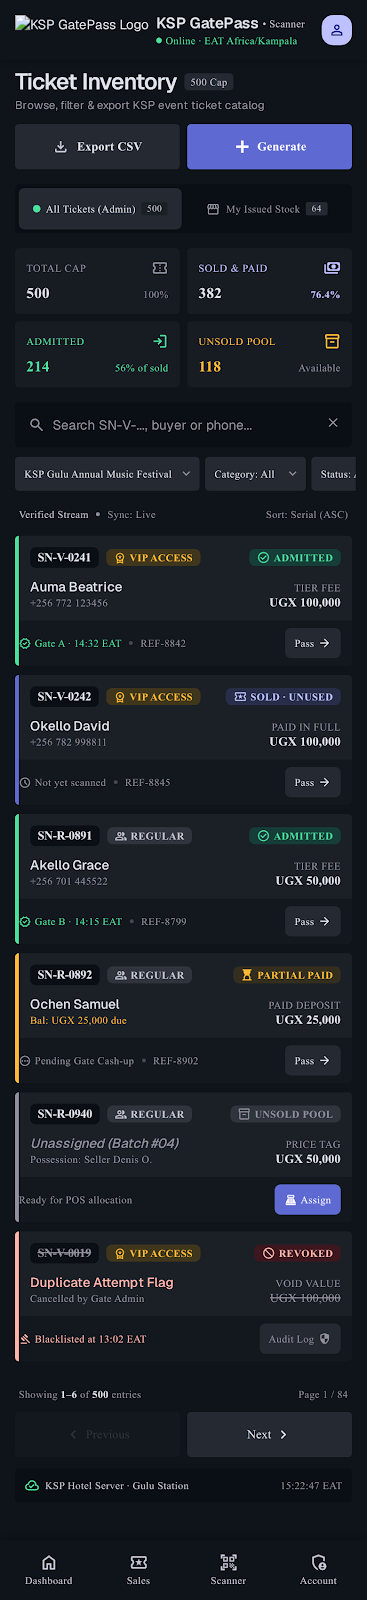 KSP GatePass Logo KSP GatePass • Scanner
Online · EAT Africa/Kampala
Ticket Inventory 500 Cap
Browse, filter & export KSP event ticket catalog
Export CSV
Generate
All Tickets (Admin) 500
My Issued Stock 64
TOTAL CAP
500 100%
SOLD & PAID
382 76.4%
ADMITTED
214 56% of sold
UNSOLD POOL
118 Available
Search SN-V-..., buyer or phone...
KSP Gulu Annual Music Festival
Category: All
Status:
Verified Stream • Sync: Live Sort: Serial (ASC)
SN-V-0241 VIP ACCESS ADMITTED
Auma Beatrice TIER FEE
+256 772 123456 UGX 100,000
Gate A · 14:32 EAT • REF-8842 Pass →
SN-V-0242 VIP ACCESS SOLD · UNUSED
Okello David PAID IN FULL
+256 782 998811 UGX 100,000
Not yet scanned • REF-8845 Pass →
SN-R-0891 REGULAR ADMITTED
Akello Grace TIER FEE
+256 701 445522 UGX 50,000
Gate B · 14:15 EAT • REF-8799 Pass →
SN-R-0892 REGULAR PARTIAL PAID
Ochen Samuel PAID DEPOSIT
Bal: UGX 25,000 due UGX 25,000
Pending Gate Cash-up • REF-8902 Pass →
SN-R-0940 REGULAR UNSOLD POOL
Unassigned (Batch #04) PRICE TAG
Possession: Seller Denis O. UGX 50,000
Ready for POS allocation Assign
SN-V-0019 VIP ACCESS REVOKED
Duplicate Attempt Flag VOID VALUE
Cancelled by Gate Admin UGX 100,000
Blacklisted at 13:02 EAT Audit Log
Showing 1–6 of 500 entries Page 1 / 84
Previous
Next
KSP Hotel Server · Gulu Station 15:22:47 EAT
Dashboard Sales Scanner Account